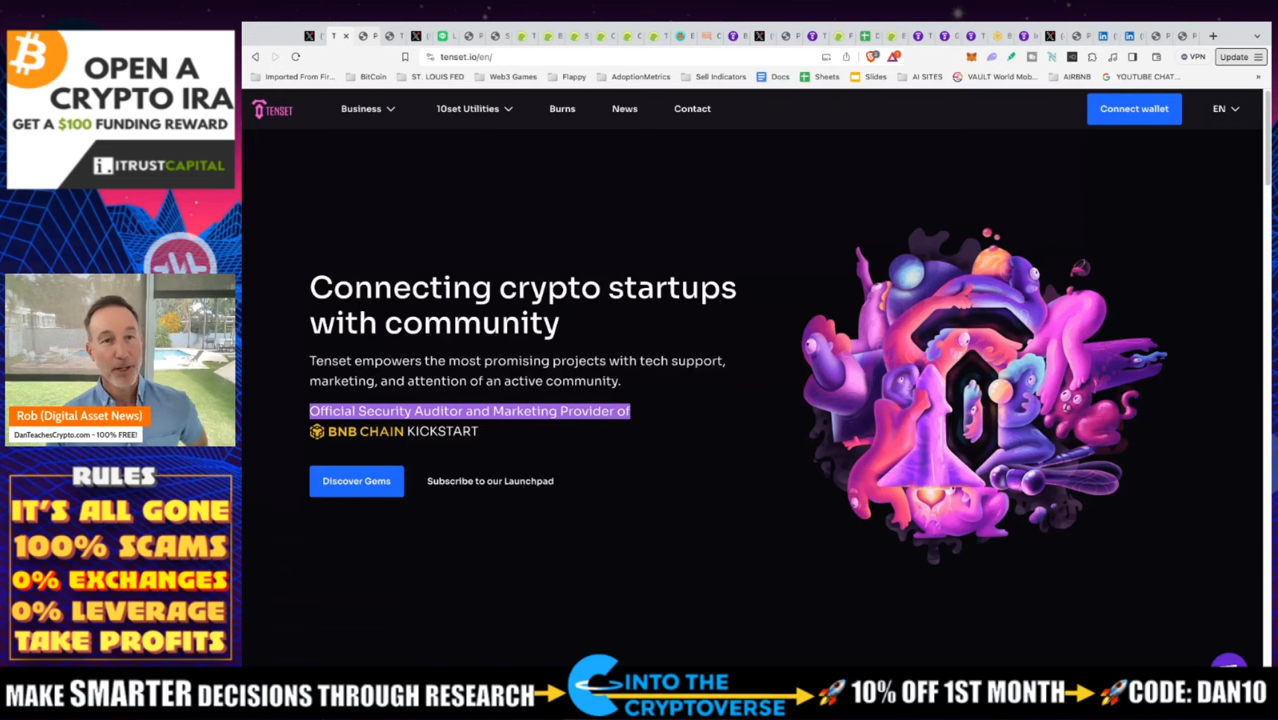 OPEN A
CRYPTO IRA
GET A $100 FUNDING REWARD
i. ITRUSTCAPITAL
Rob (Digital Asset News)
DanTeachesCrypto.com - 100% FREE!
RULES
IT'S ALL GONE
100% SCAMS
0% EXCHANGES
0% LEVERAGE
TAKE PROFITS
tenset.io/en/
VPN
Update
Imported From Fir...
BitCoin
ST. LOUIS FED
Web3 Games
Flappy
AdoptionMetrics
Sell Indicators
Docs
Sheets
Slides
AI SITES
VAULT World Mob...
AIRBNB
YOUTUBE CHAT...
»
TENSET
Business
10set Utilities
Burns
News
Contact
Connect wallet
EN
Connecting crypto startups
with community
Tenset empowers the most promising projects with tech support,
marketing, and attention of an active community.
Official Security Auditor and Marketing Provider of
BNB CHAIN KICKSTART
Discover Gems
Subscribe to our Launchpad
MAKE SMARTER DECISIONS THROUGH RESEARCH
INTO THE
CRYPTOVERSE
10% OFF 1ST MONTH
CODE: DAN10